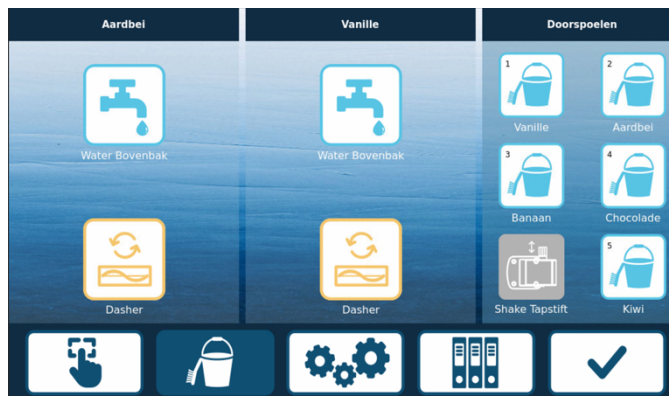 Aardbei
Vanille
Doorspoelen
Water Bovenbak
Dasher
Water Bovenbak
Dasher
1
Vanille
2
Aardbei
3
Banaan
4
Chocolade
Shake Tapstift
5
Kiwi